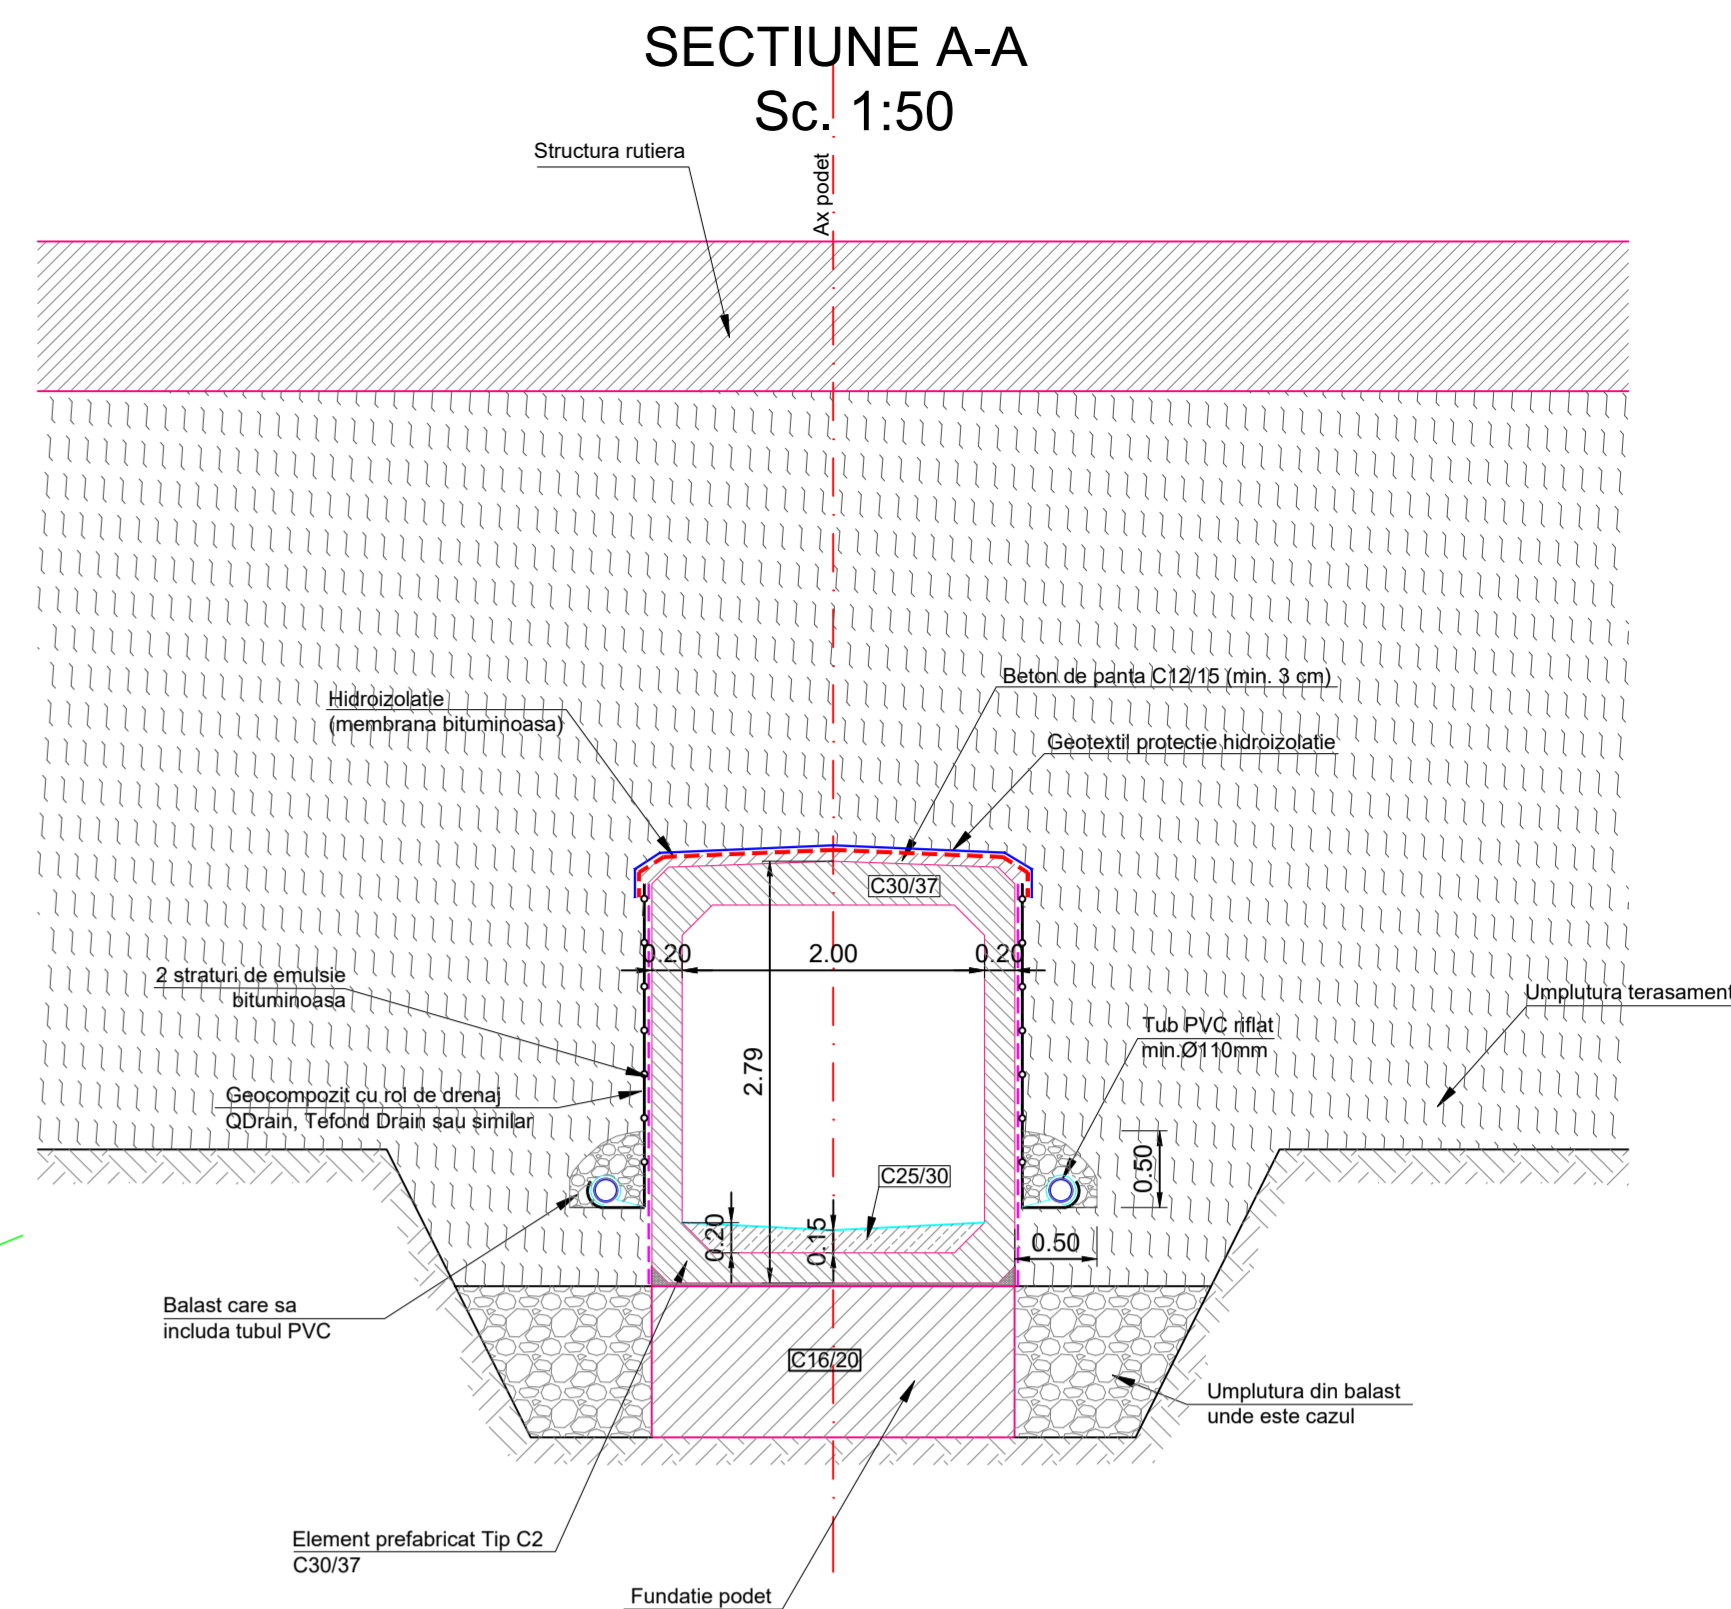 SECTIUNE A-A
Sc. 1:50
Structura rutiera
Ax podet
Beton de panta C12/15 (min. 3 cm)
Hidroizolatie
(membrana bituminoasa)
Geotextil protectie hidroizolatie
C30/37
0.20
2.00
0.20
2 straturi de emulsie
bituminoasa
Umplutura terasament
Tub PVC riflat
min.Ø110mm
2.79
Geocompozit cu rol de drenaj
QDrain, Tefond Drain sau similar
C25/30
0.50
0.20
0.15
0.50
Balast care sa
includa tubul PVC
C16/20
Umplutura din balast
unde este cazul
Element prefabricat Tip C2
C30/37
Fundatie podet